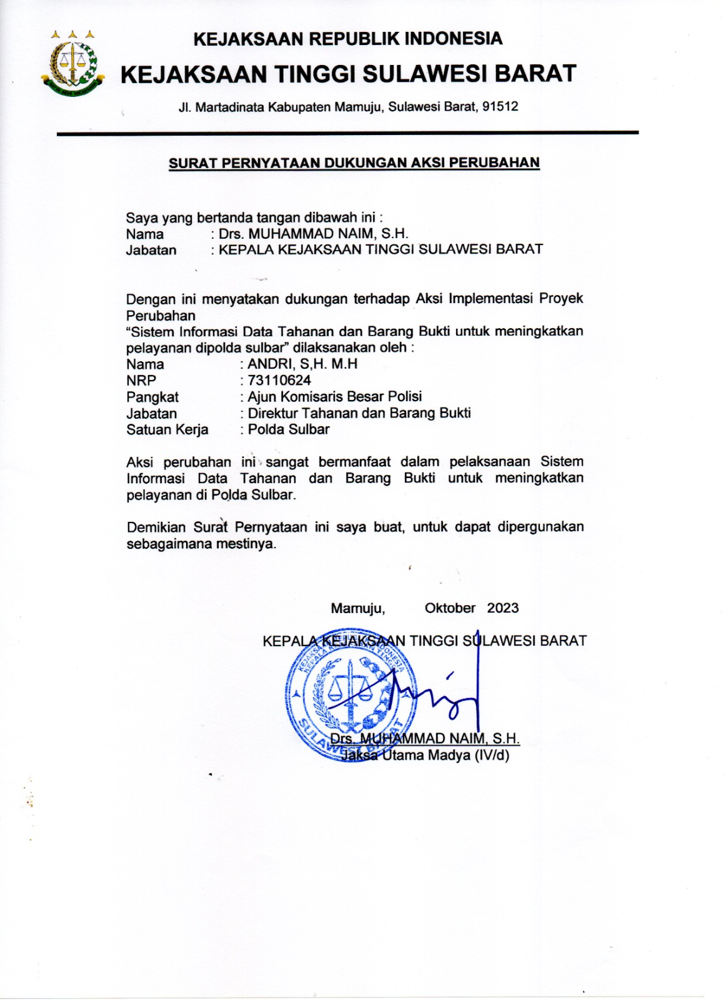 KEJAKSAAN REPUBLIK INDONESIA
KEJAKSAAN TINGGI SULAWESI BARAT
Jl. Martadinata Kabupaten Mamuju, Sulawesi Barat, 91512
SURAT PERNYATAAN DUKUNGAN AKSI PERUBAHAN
Saya yang bertanda tangan dibawah ini :
Nama : Drs. MUHAMMAD NAIM, S.H.
Jabatan : KEPALA KEJAKSAAN TINGGI SULAWESI BARAT
Dengan ini menyatakan dukungan terhadap Aksi Implementasi Proyek
Perubahan
“Sistem Informasi Data Tahanan dan Barang Bukti untuk meningkatkan
pelayanan dipolda sulbar” dilaksanakan oleh :
Nama : ANDRI, S,H. M.H
NRP : 73110624
Pangkat : Ajun Komisaris Besar Polisi
Jabatan : Direktur Tahanan dan Barang Bukti
Satuan Kerja : Polda Sulbar
Aksi perubahan ini sangat bermanfaat dalam pelaksanaan Sistem
Informasi Data Tahanan dan Barang Bukti untuk meningkatkan
pelayanan di Polda Sulbar.
Demikian Surat Pernyataan ini saya buat, untuk dapat dipergunakan
sebagaimana mestinya.
Mamuju, Oktober 2023
KEPALA KEJAKSAAN TINGGI SULAWESI BARAT
KEJAKSAAN REPUBLIK INDONESIA
KEPALA KEJAKSAAN TINGGI
SULAWESI BARAT
Drs. MUHAMMAD NAIM, S.H.
Jaksa Utama Madya (IV/d)